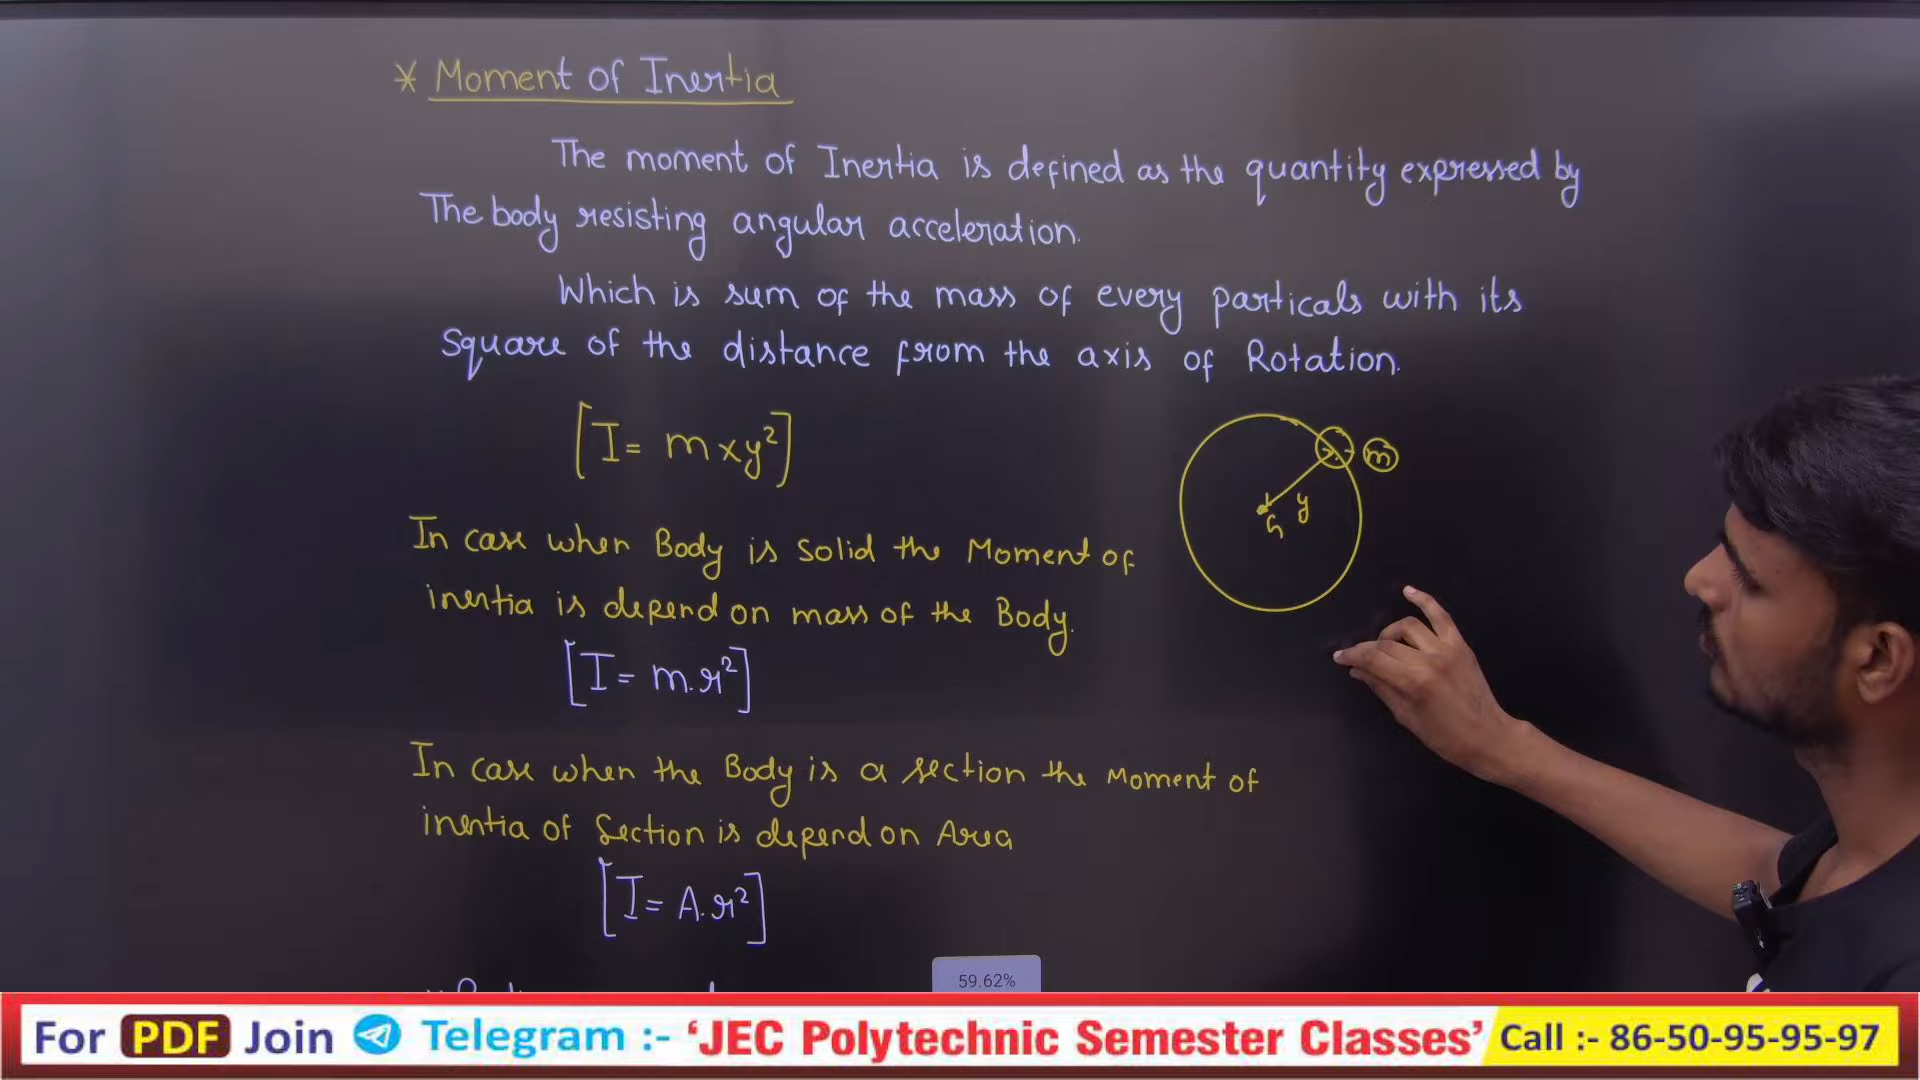 * Moment of Inertia
The moment of Inertia is defined as the quantity expressed by
The body resisting angular acceleration.
Which is sum of the mass of every particals with its
Square of the distance from the axis of Rotation.
[I = m x y²]
m
y
G
In case when Body is solid the Moment of
inertia is depend on mass of the Body.
[I = m.r²]
In case when the Body is a section the Moment of
inertia of Section is depend on Area
[I = A.r²]
59.62%
For PDF Join Telegram :- ‘JEC Polytechnic Semester Classes’ Call :- 86-50-95-95-97